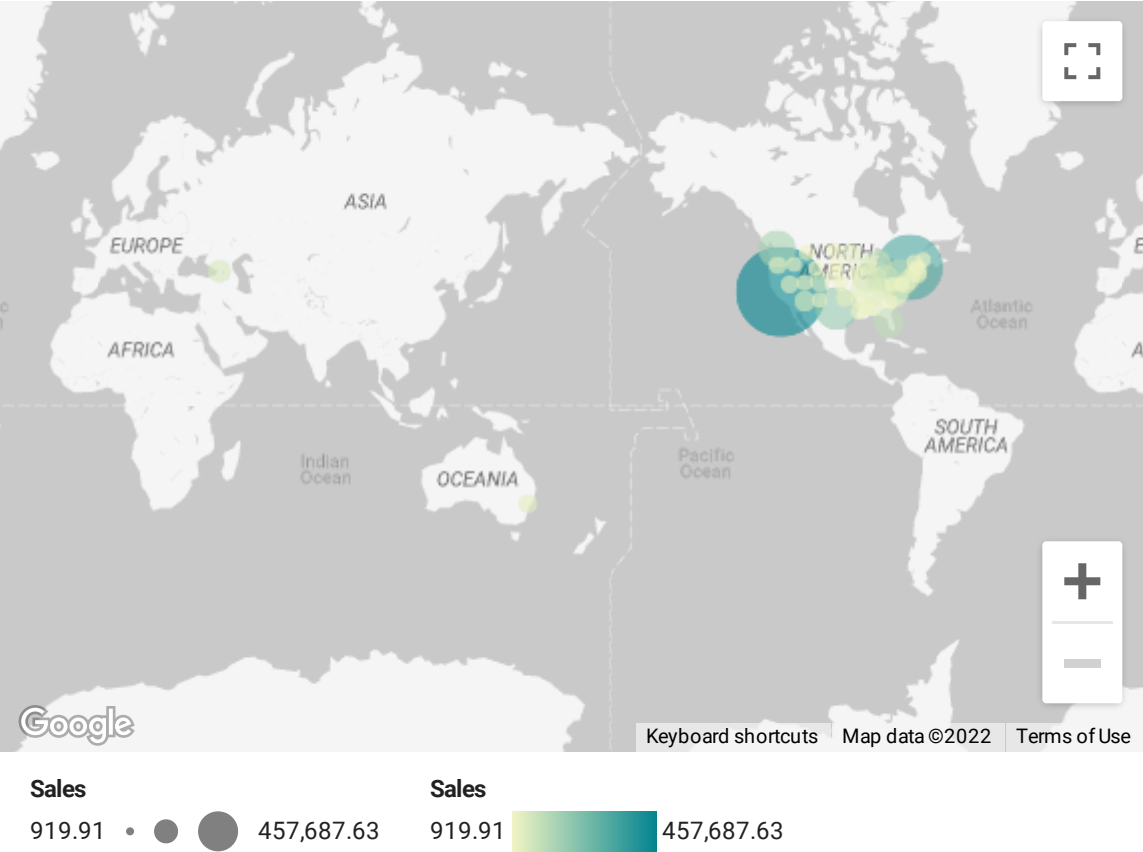 ASIA
EUROPE
NORTH
AMERIC
Atlantic
Ocean
AFRICA
SOUTH
AMERICA
Indian
Ocean
OCEANIA
Pacific
Ocean
Google
Keyboard shortcuts
Map data ©2022
Terms of Use
Sales
919.91
457,687.63
Sales
919.91
457,687.63